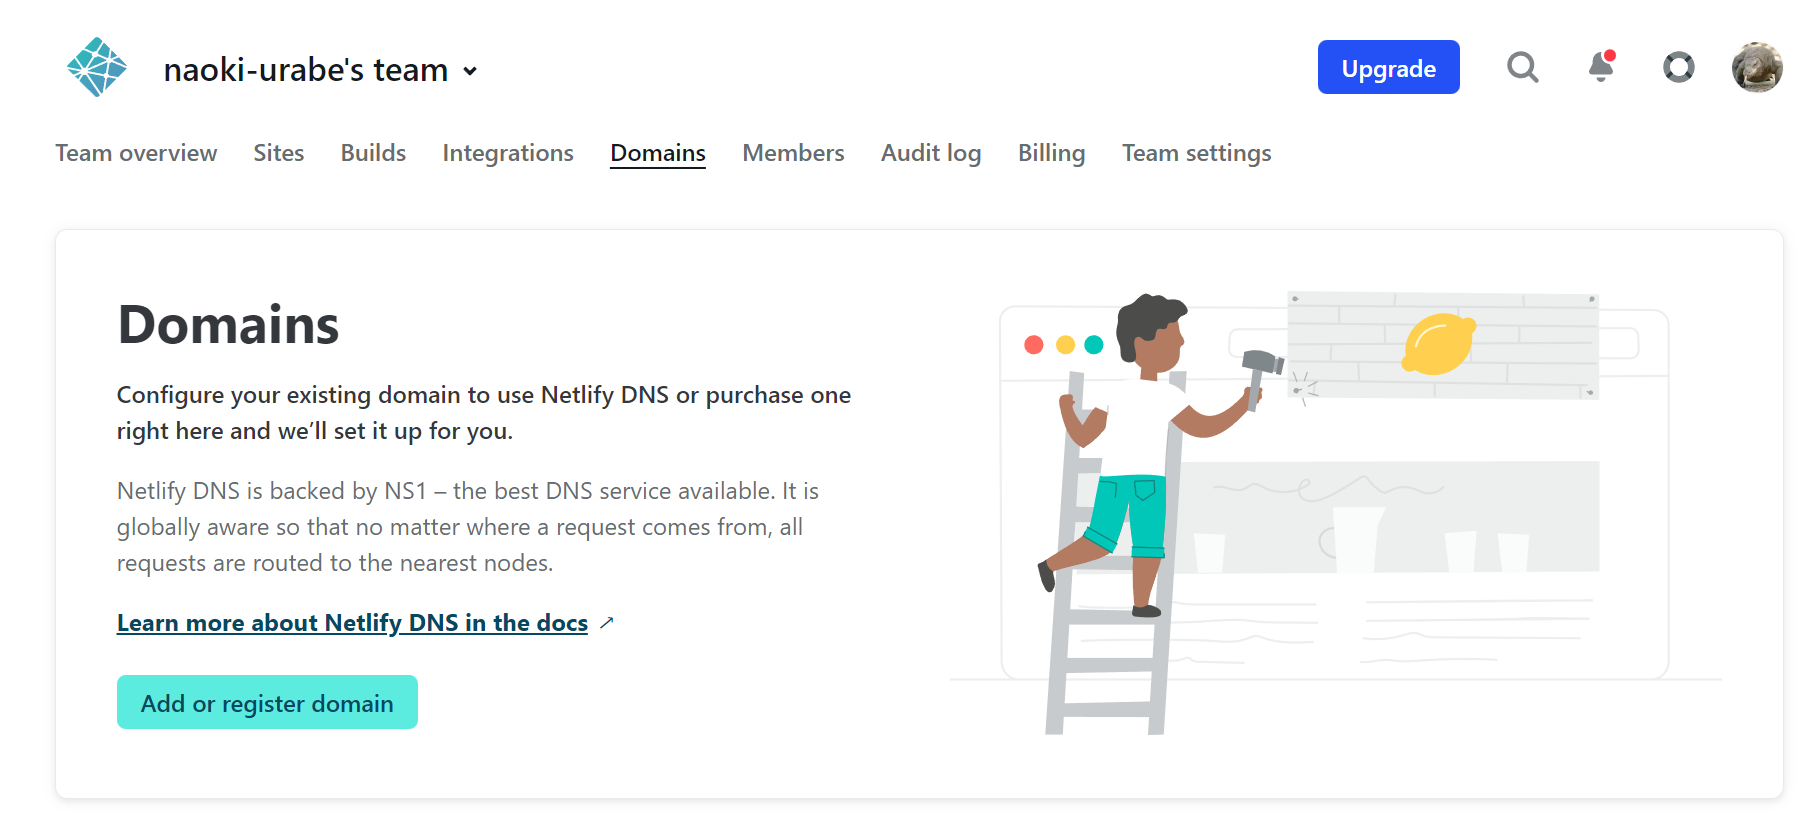 naoki-urabe's team
Upgrade
Team overview Sites Builds Integrations Domains Members Audit log Billing Team settings
Domains
Configure your existing domain to use Netlify DNS or purchase one
right here and we’ll set it up for you.
Netlify DNS is backed by NS1 – the best DNS service available. It is
globally aware so that no matter where a request comes from, all
requests are routed to the nearest nodes.
Learn more about Netlify DNS in the docs
Add or register domain